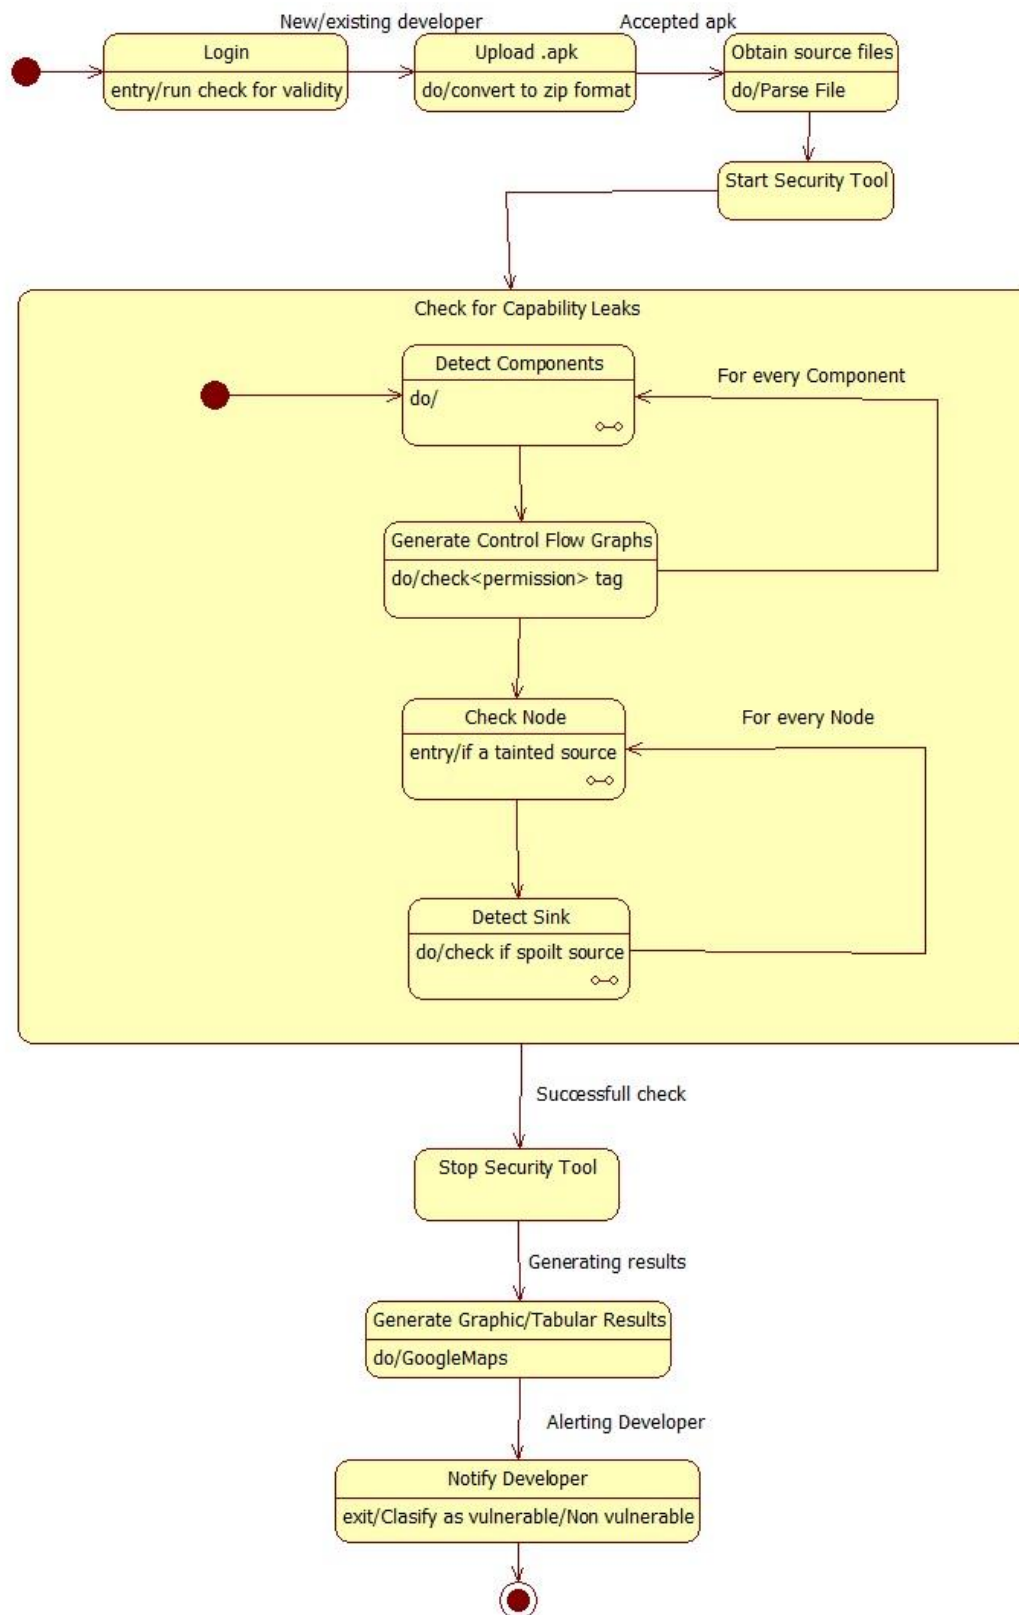 New/existing developer
Accepted apk
Login
entry/run check for validity
Upload .apk
do/convert to zip format
Obtain source files
do/Parse File
Start Security Tool
Check for Capability Leaks
Detect Components
do/
For every Component
Generate Control Flow Graphs
do/check<permission> tag
Check Node
entry/if a tainted source
For every Node
Detect Sink
do/check if spoilt source
Successfull check
Stop Security Tool
Generating results
Generate Graphic/Tabular Results
do/GoogleMaps
Alerting Developer
Notify Developer
exit/Clasify as vulnerable/Non vulnerable